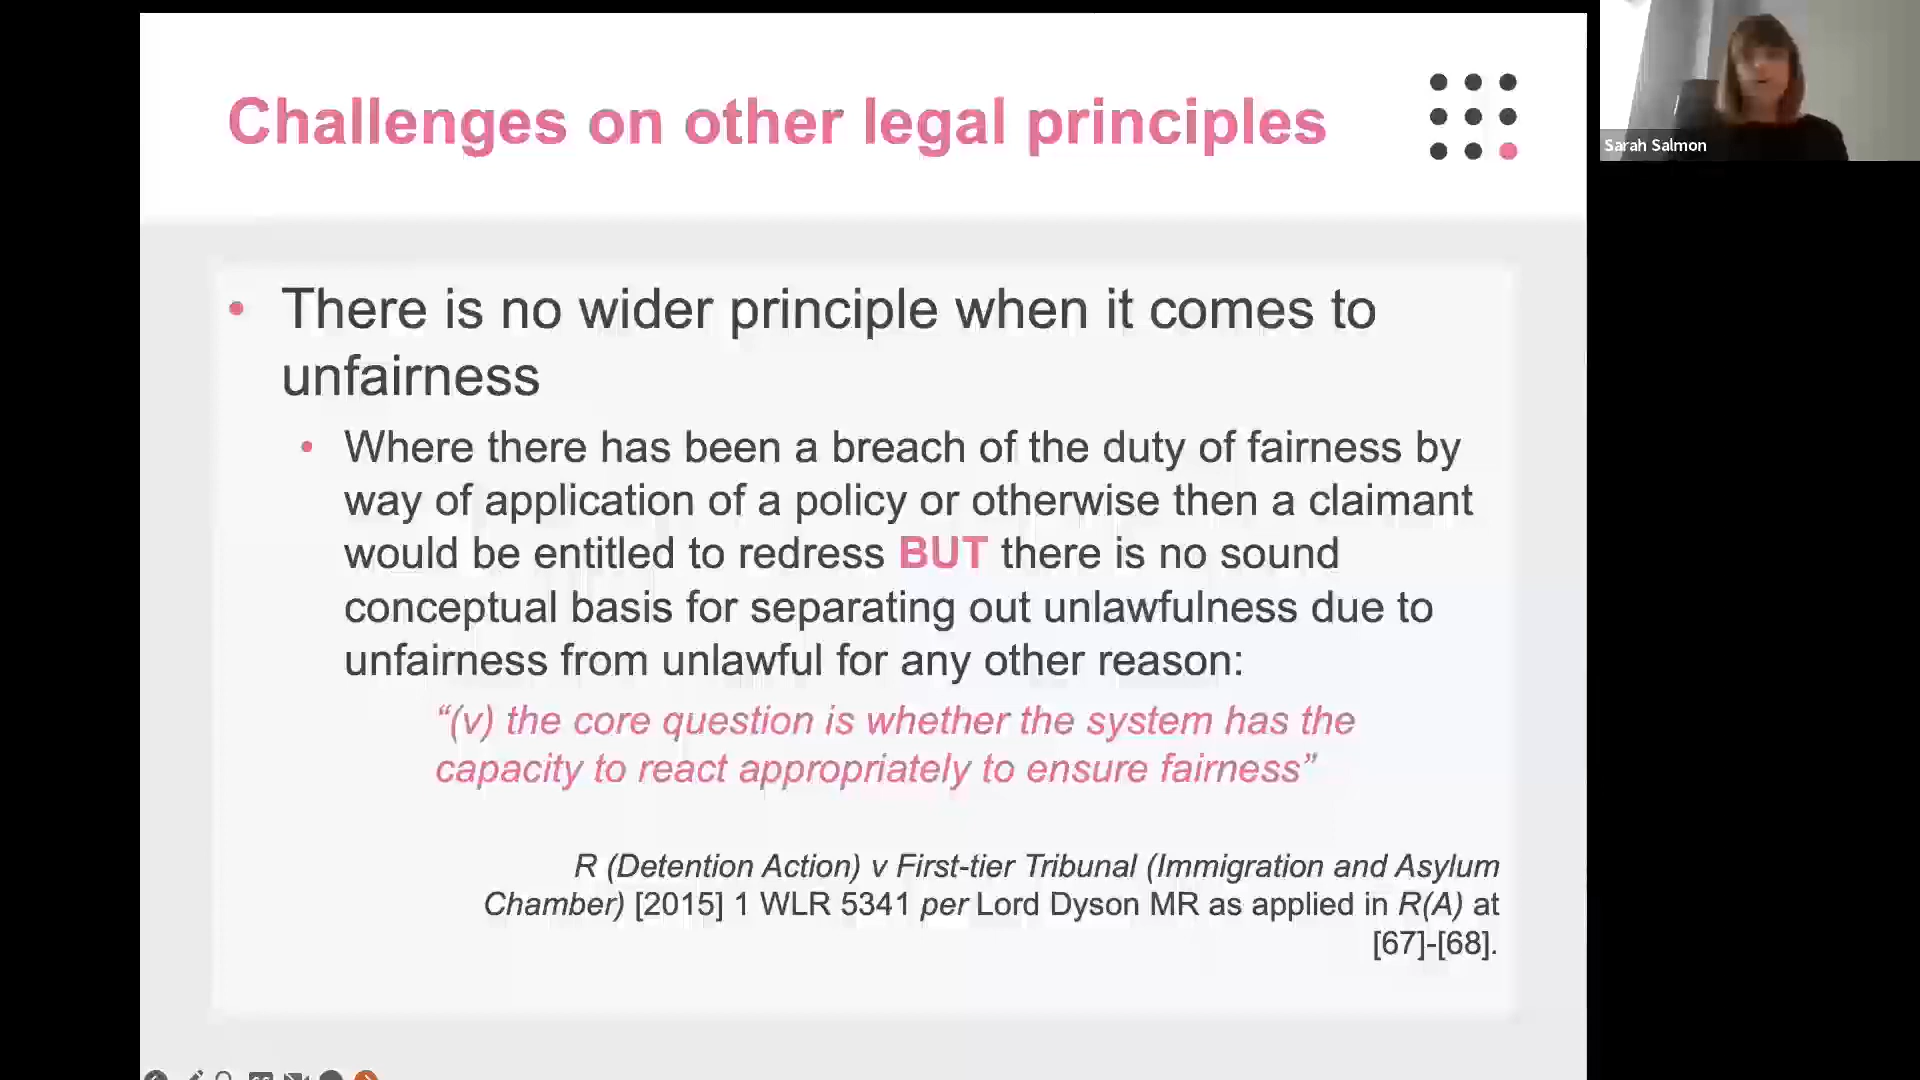 Challenges on other legal principles
Sarah Salmon
• There is no wider principle when it comes to
unfairness
• Where there has been a breach of the duty of fairness by
way of application of a policy or otherwise then a claimant
would be entitled to redress BUT there is no sound
conceptual basis for separating out unlawfulness due to
unfairness from unlawful for any other reason:
“(v) the core question is whether the system has the
capacity to react appropriately to ensure fairness”
R (Detention Action) v First-tier Tribunal (Immigration and Asylum
Chamber) [2015] 1 WLR 5341 per Lord Dyson MR as applied in R(A) at
[67]-[68].